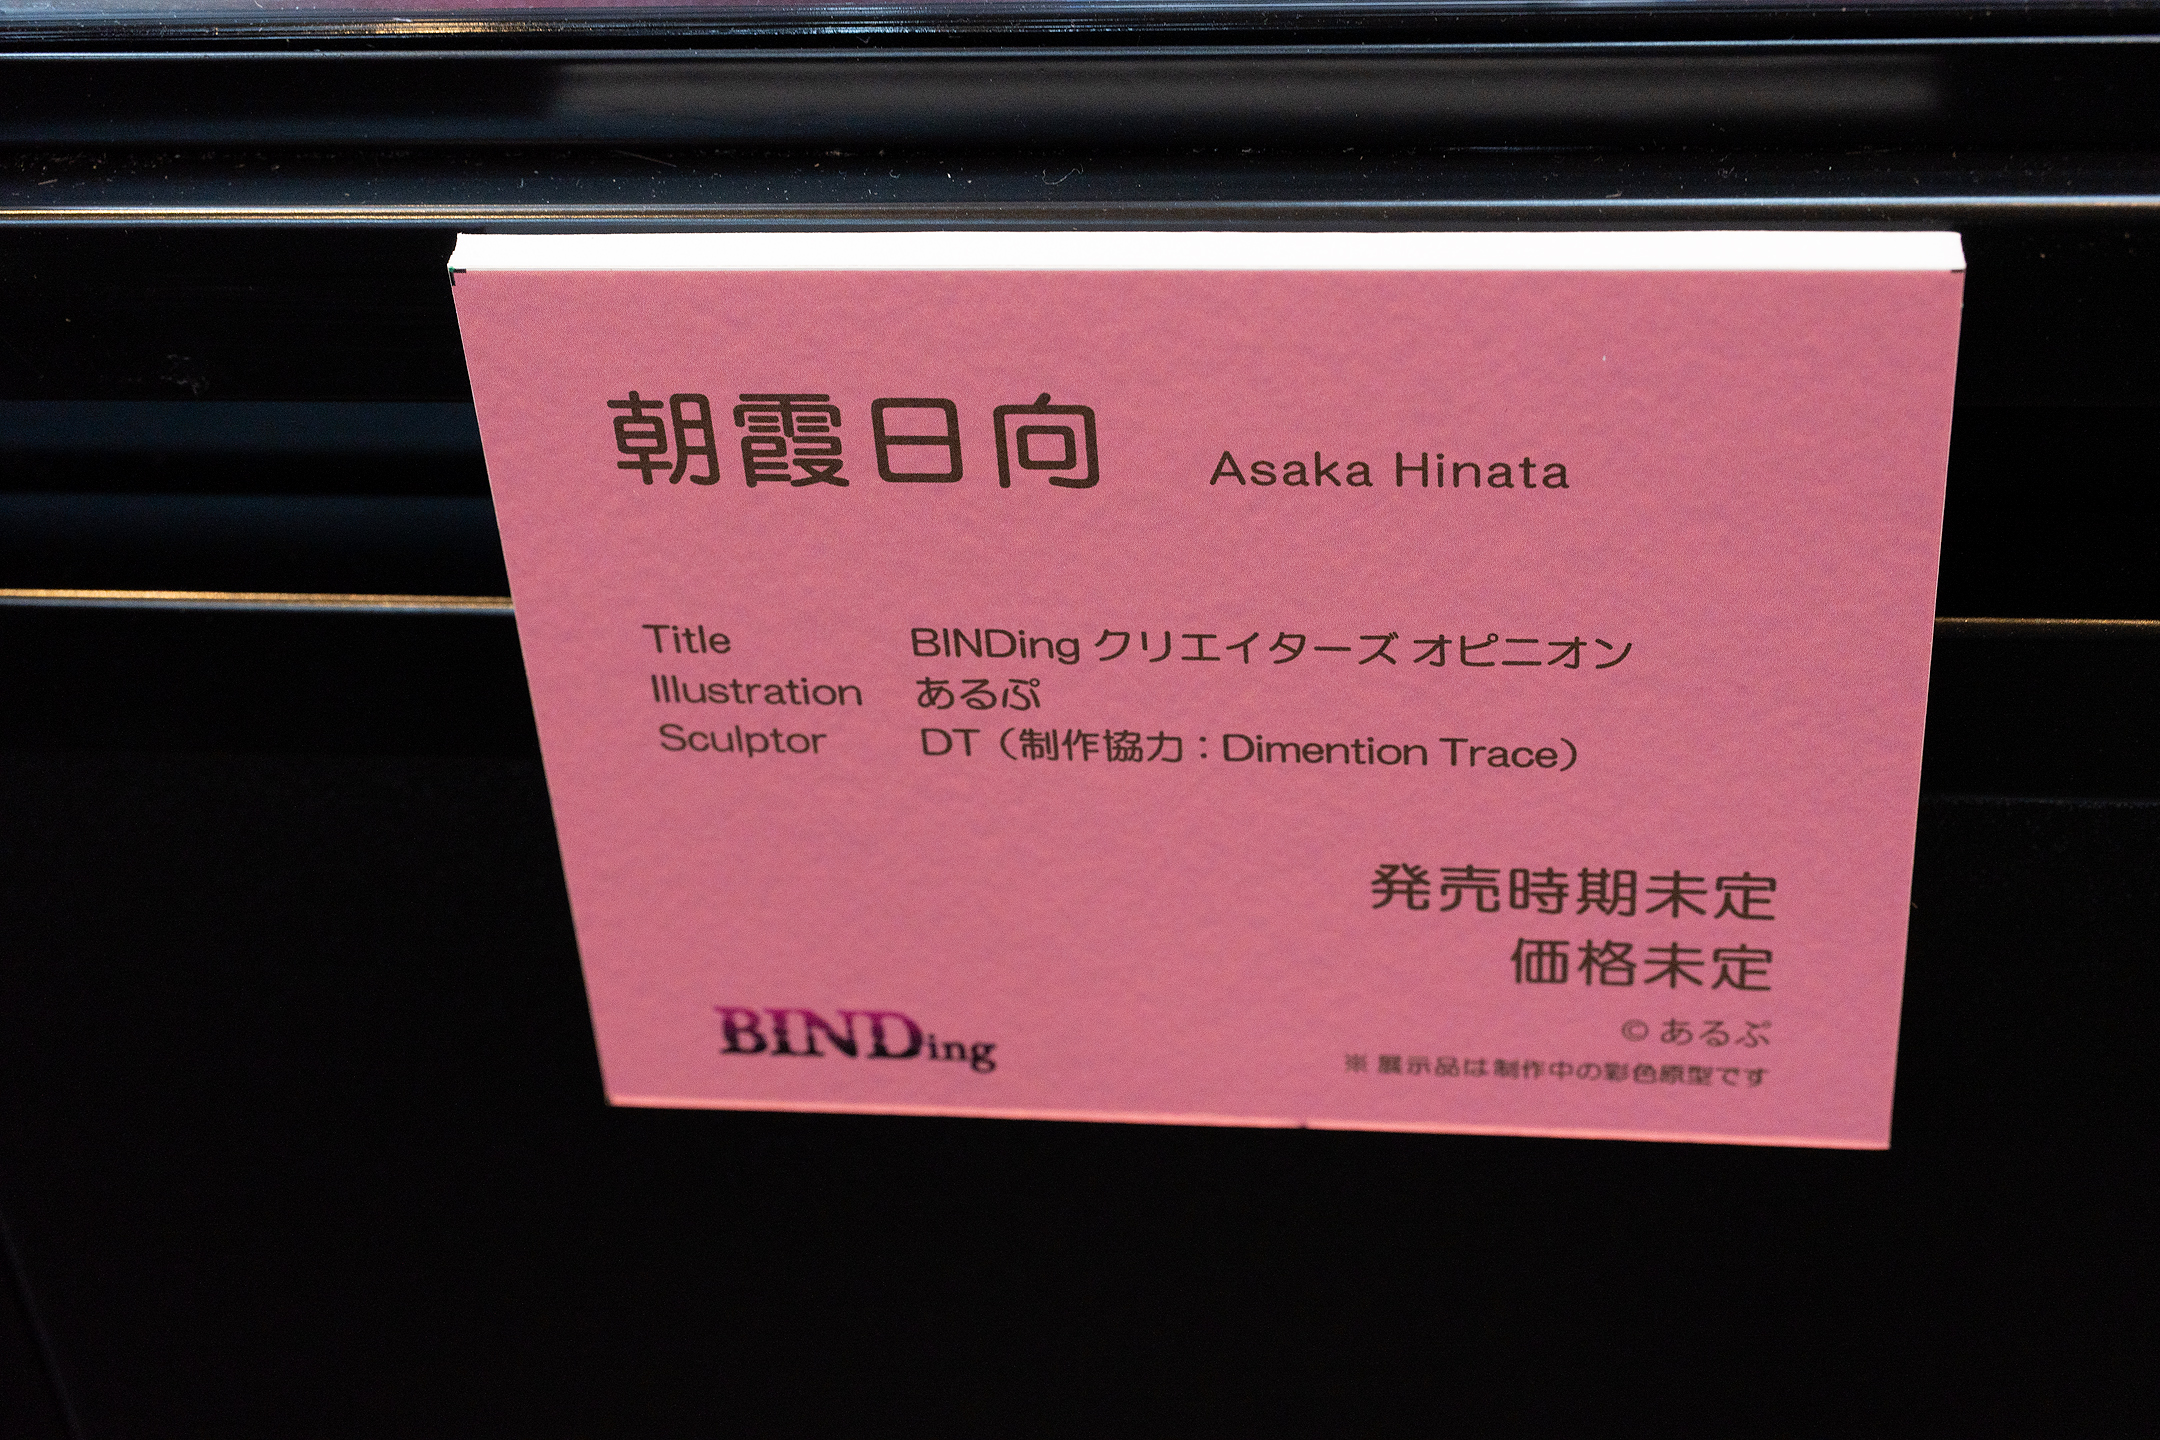 朝霞日向 Asaka Hinata
Title BINDing クリエイターズ オピニオン
Illustration あるぷ
Sculptor DT（制作協力：Dimention Trace）
発売時期未定
価格未定
© あるぷ
※ 展示品は制作中の彩色原型です
BINDing